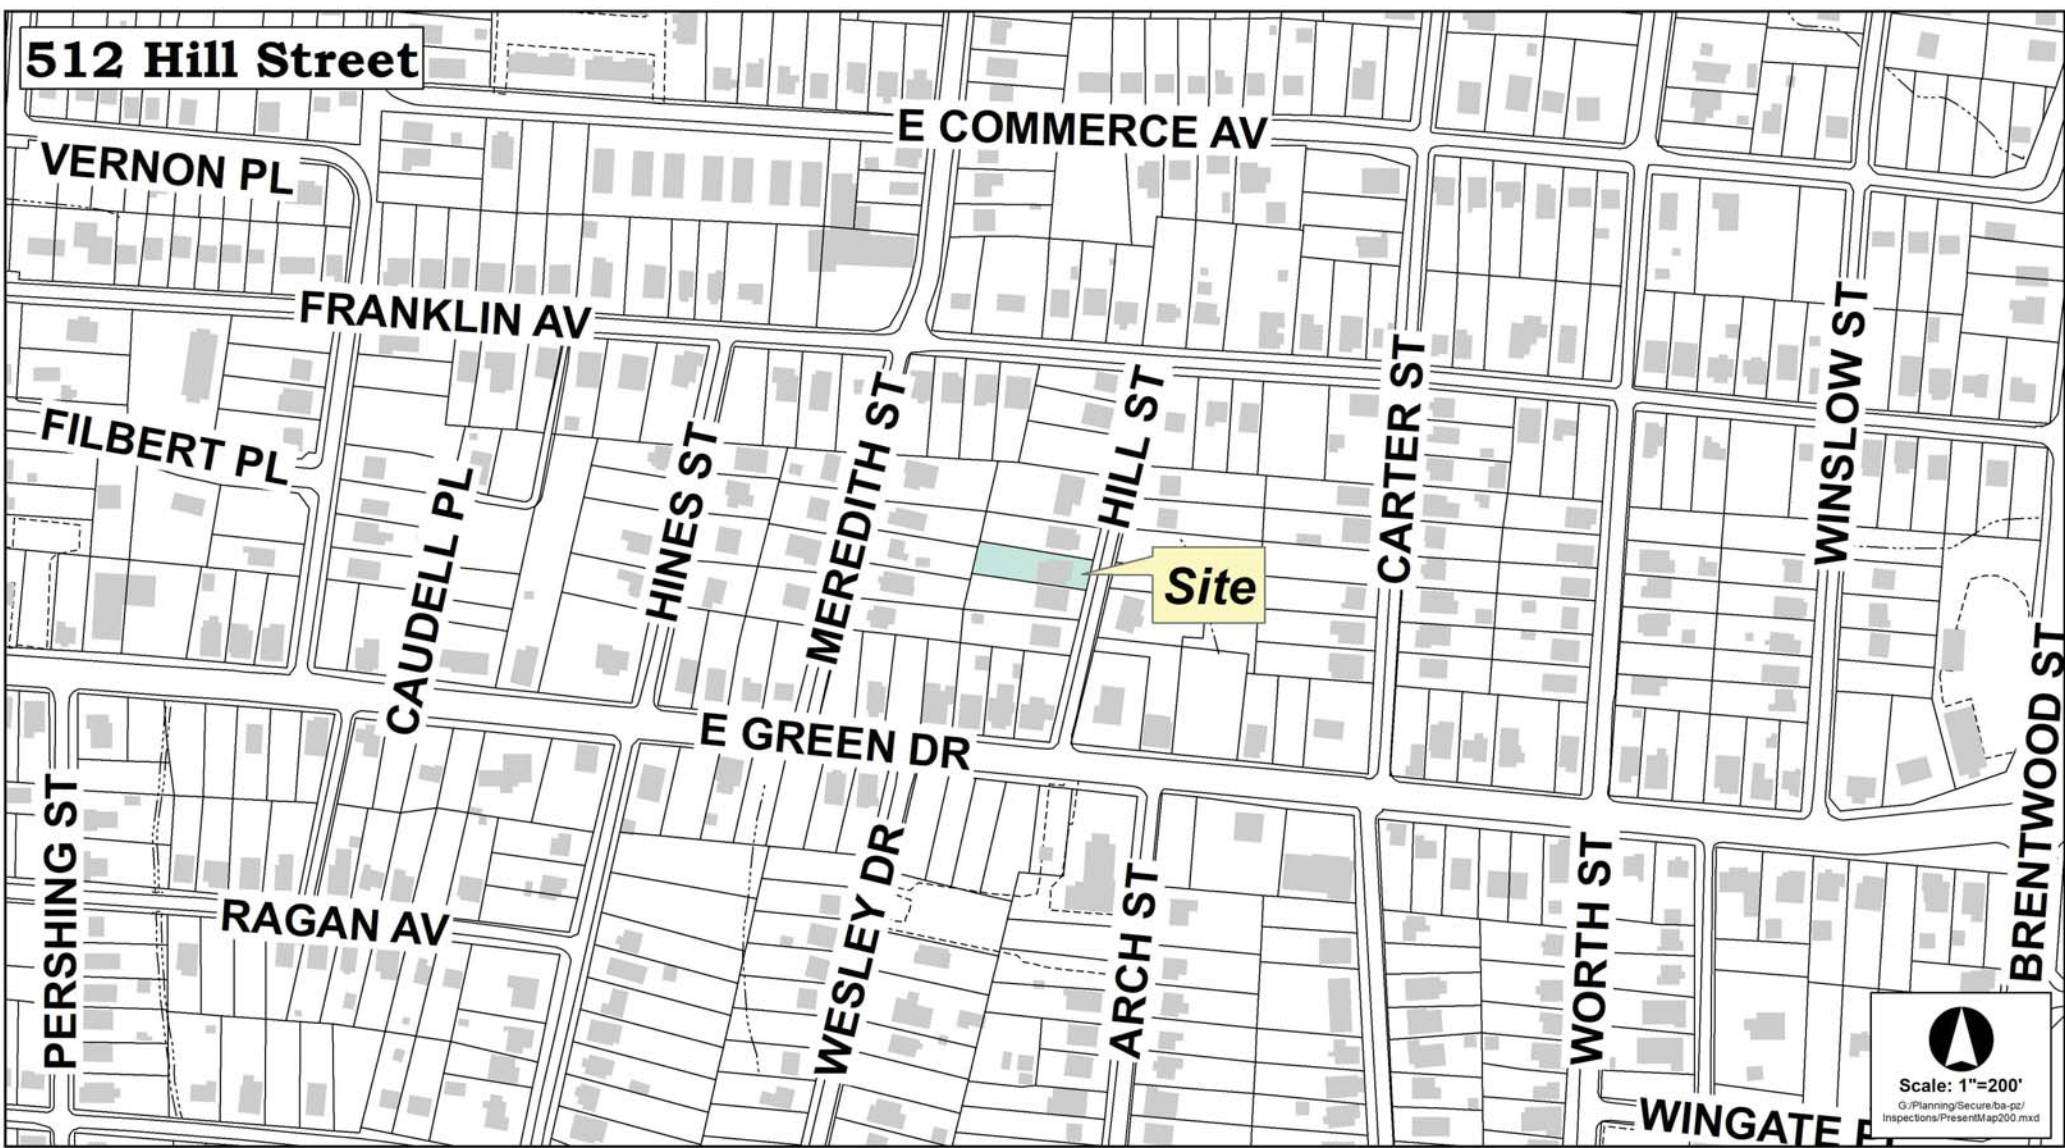 512 Hill Street
E COMMERCE AV
VERNON PL
FRANKLIN AV
WINSLOW ST
CARTER ST
HILL ST
MEREDITH ST
FILBERT PL
HINES ST
CAUDELL PL
Site
BRENTWOOD ST
E GREEN DR
PERSHING ST
WESLEY DR
WORTH ST
ARCH ST
RAGAN AV
Scale: 1"=200'
G:/Planning/Secure/ba-pz/
Inspections/PresentMap200.mxd
WINGATE